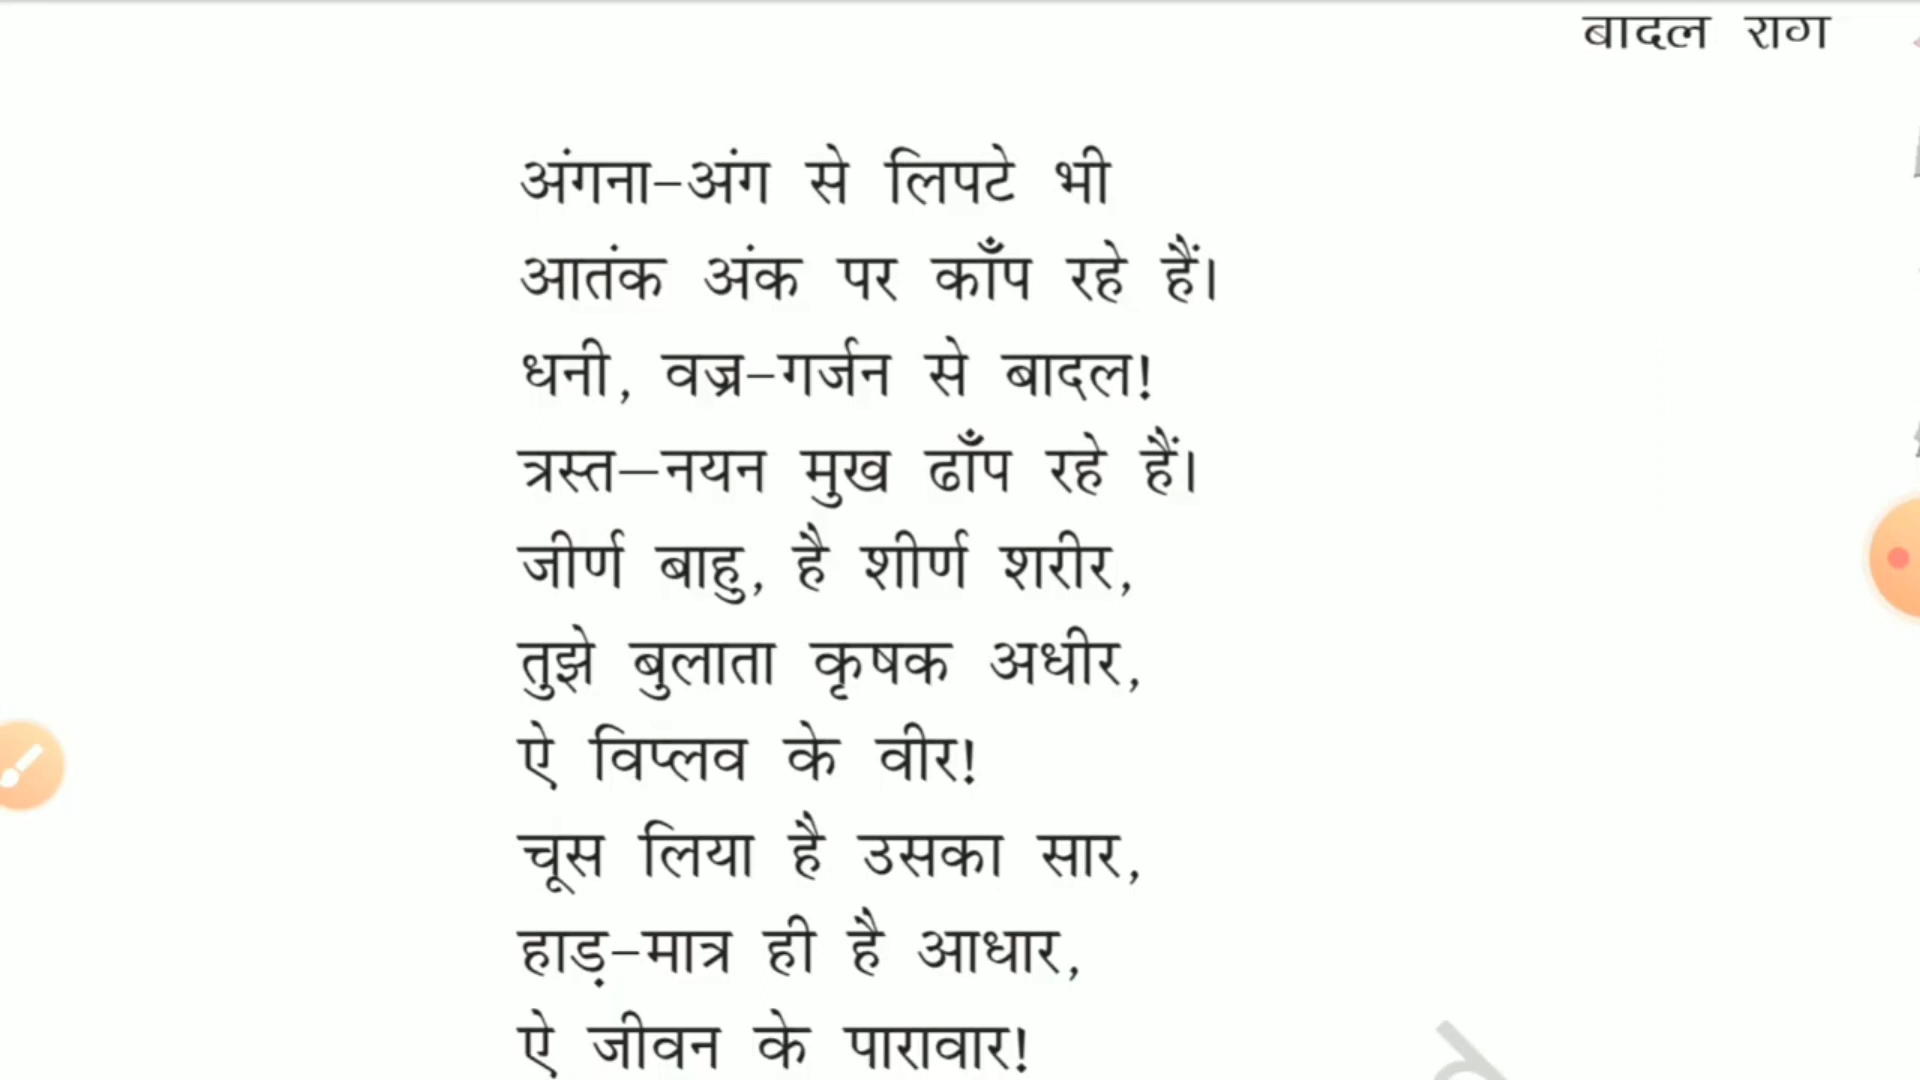 बादल राग
अंगना-अंग से लिपटे भी
आतंक अंक पर काँप रहे हैं।
धनी, वज्र-गर्जन से बादल!
त्रस्त–नयन मुख ढाँप रहे हैं।
जीर्ण बाहु, है शीर्ण शरीर,
तुझे बुलाता कृषक अधीर,
ऐ विप्लव के वीर!
चूस लिया है उसका सार,
हाड़-मात्र ही है आधार,
ऐ जीवन के पारावार!